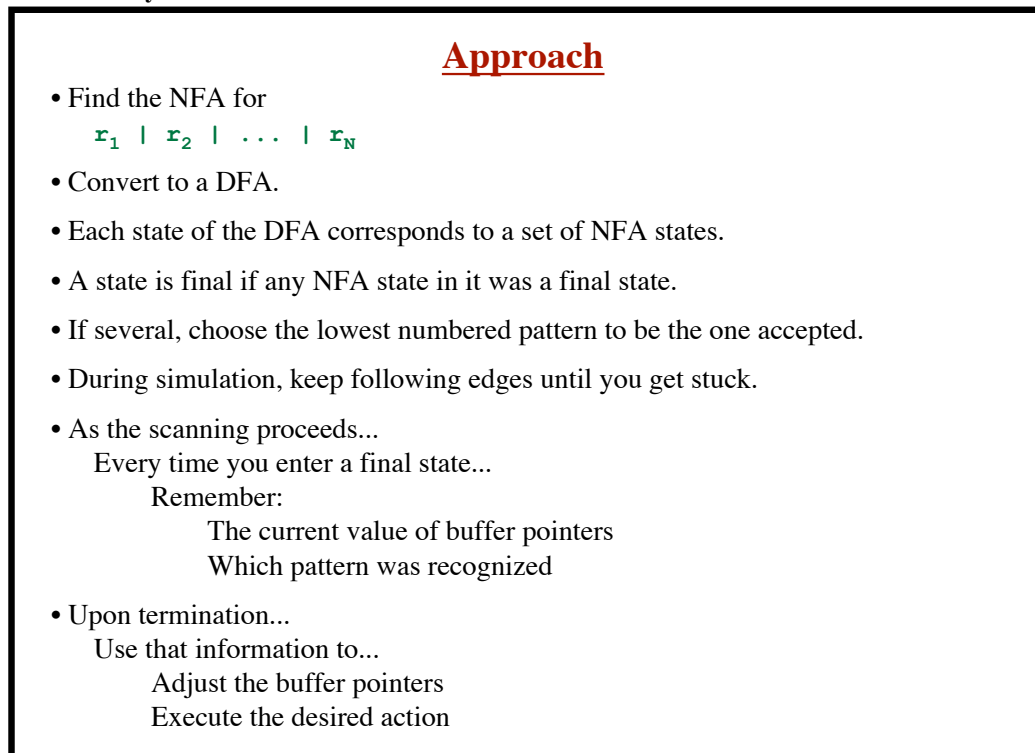 Approach
• Find the NFA for
r1 | r2 | ... | rN
• Convert to a DFA.
• Each state of the DFA corresponds to a set of NFA states.
• A state is final if any NFA state in it was a final state.
• If several, choose the lowest numbered pattern to be the one accepted.
• During simulation, keep following edges until you get stuck.
• As the scanning proceeds...
Every time you enter a final state...
Remember:
The current value of buffer pointers
Which pattern was recognized
• Upon termination...
Use that information to...
Adjust the buffer pointers
Execute the desired action